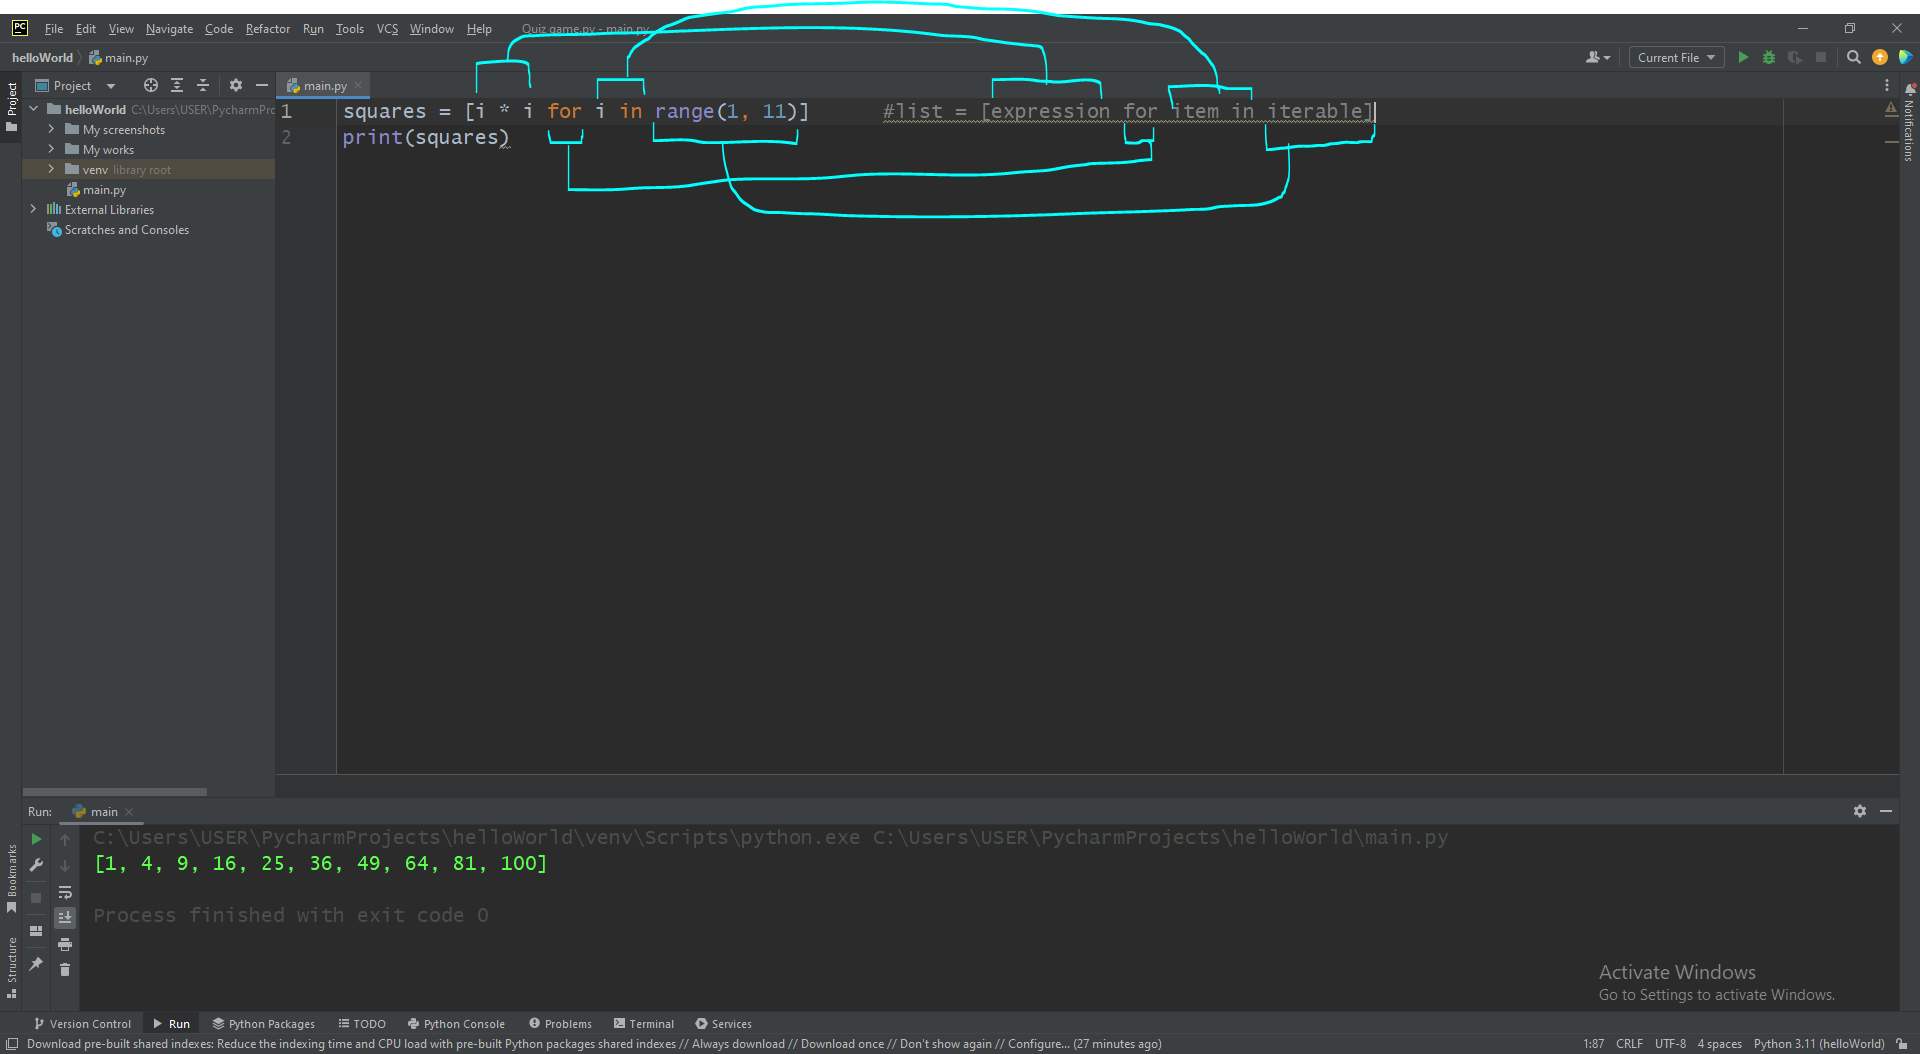 PC File Edit View Navigate Code Refactor Run Tools VCS Window Help Quiz game.py - main.py
helloWorld main.py
Current File
Project
main.py
Project
Notifications
helloWorld C:\Users\USER\PycharmPro
My screenshots
My works
venv library root
main.py
External Libraries
Scratches and Consoles
1 squares = [i * i for i in range(1, 11)] #list = [expression for item in iterable]
2 print(squares)
Run: main
C:\Users\USER\PycharmProjects\helloWorld\venv\Scripts\python.exe C:\Users\USER\PycharmProjects\helloWorld\main.py
[1, 4, 9, 16, 25, 36, 49, 64, 81, 100]
Process finished with exit code 0
Bookmarks
Structure
Activate Windows
Go to Settings to activate Windows.
Version Control Run Python Packages TODO Python Console Problems Terminal Services
Download pre-built shared indexes: Reduce the indexing time and CPU load with pre-built Python packages shared indexes // Always download // Download once // Don't show again // Configure... (27 minutes ago) 1:87 CRLF UTF-8 4 spaces Python 3.11 (helloWorld)